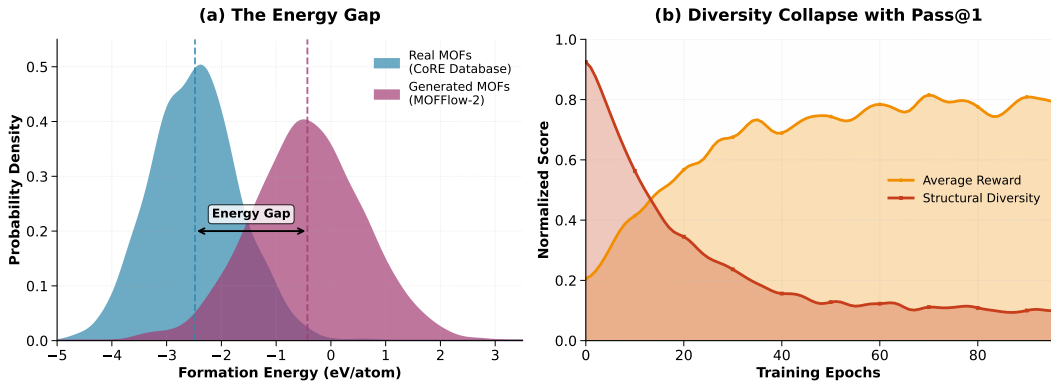 (a) The Energy Gap
Probability Density
0.5
0.4
0.3
0.2
0.1
0.0
−5
−4
−3
−2
−1
0
1
2
3
Formation Energy (eV/atom)
Real MOFs
(CoRE Database)
Generated MOFs
(MOFFlow-2)
Energy Gap
(b) Diversity Collapse with Pass@1
Normalized Score
1.0
0.8
0.6
0.4
0.2
0.0
0
20
40
60
80
Training Epochs
Average Reward
Structural Diversity